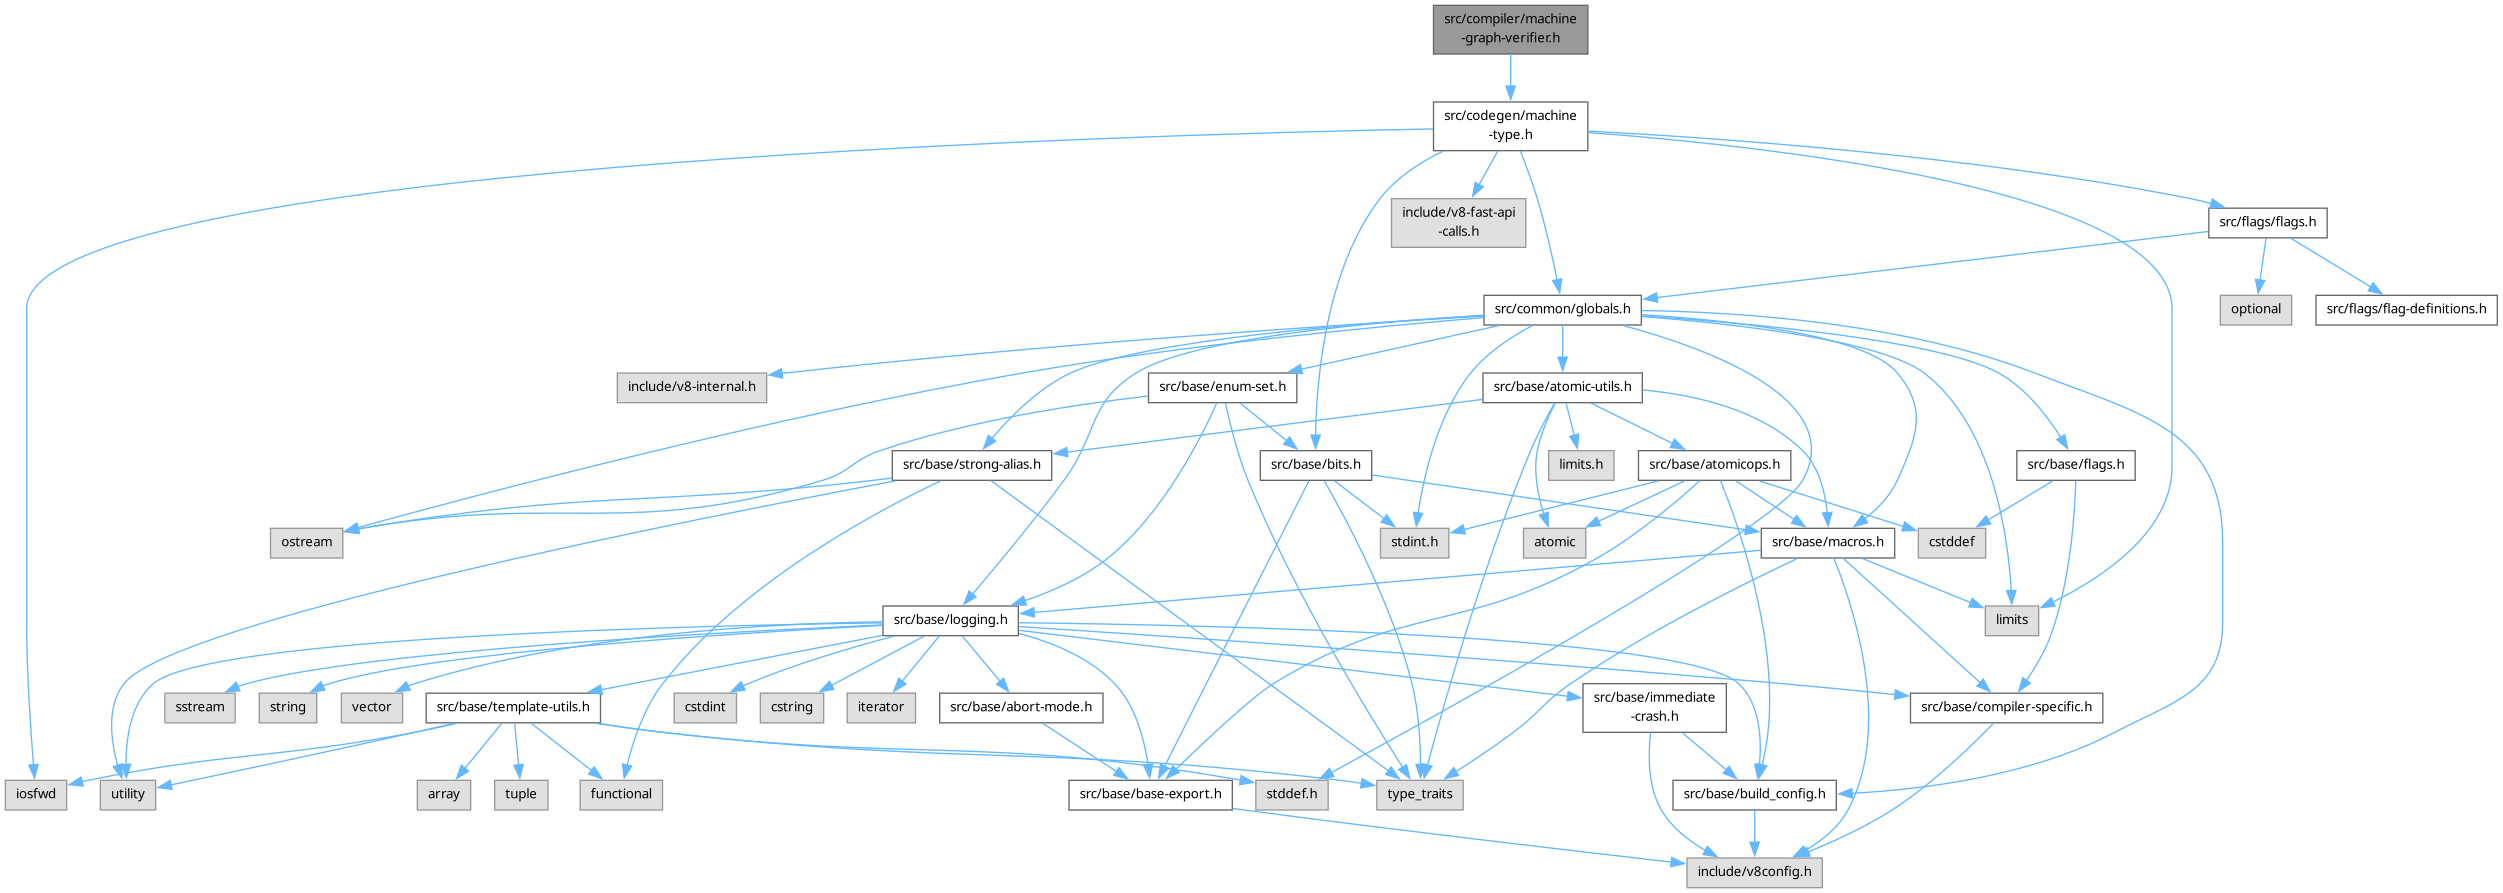 src/compiler/machine
-graph-verifier.h
src/codegen/machine
-type.h
include/v8-fast-api
-calls.h
src/flags/flags.h
src/common/globals.h
optional
src/flags/flag-definitions.h
include/v8-internal.h
src/base/enum-set.h
src/base/atomic-utils.h
src/base/strong-alias.h
src/base/bits.h
limits.h
src/base/atomicops.h
src/base/flags.h
ostream
stdint.h
atomic
src/base/macros.h
cstddef
src/base/logging.h
limits
sstream
string
vector
src/base/template-utils.h
cstdint
cstring
iterator
src/base/abort-mode.h
src/base/immediate
-crash.h
src/base/compiler-specific.h
iosfwd
utility
array
tuple
functional
src/base/base-export.h
stddef.h
type_traits
src/base/build_config.h
include/v8config.h